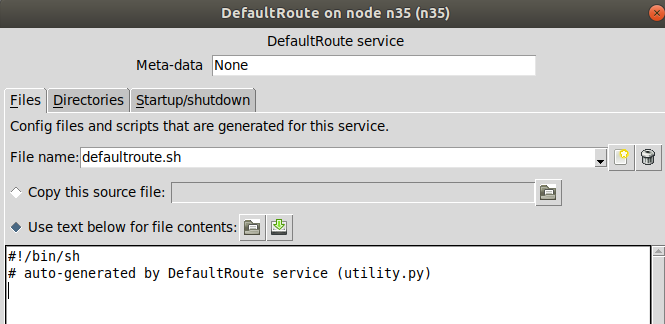 DefaultRoute on node n35 (n35)
DefaultRoute service
Meta-data None
Files Directories Startup/shutdown
Config files and scripts that are generated for this service.
File name: defaultroute.sh
Copy this source file:
Use text below for file contents:
#!/bin/sh
# auto-generated by DefaultRoute service (utility.py)